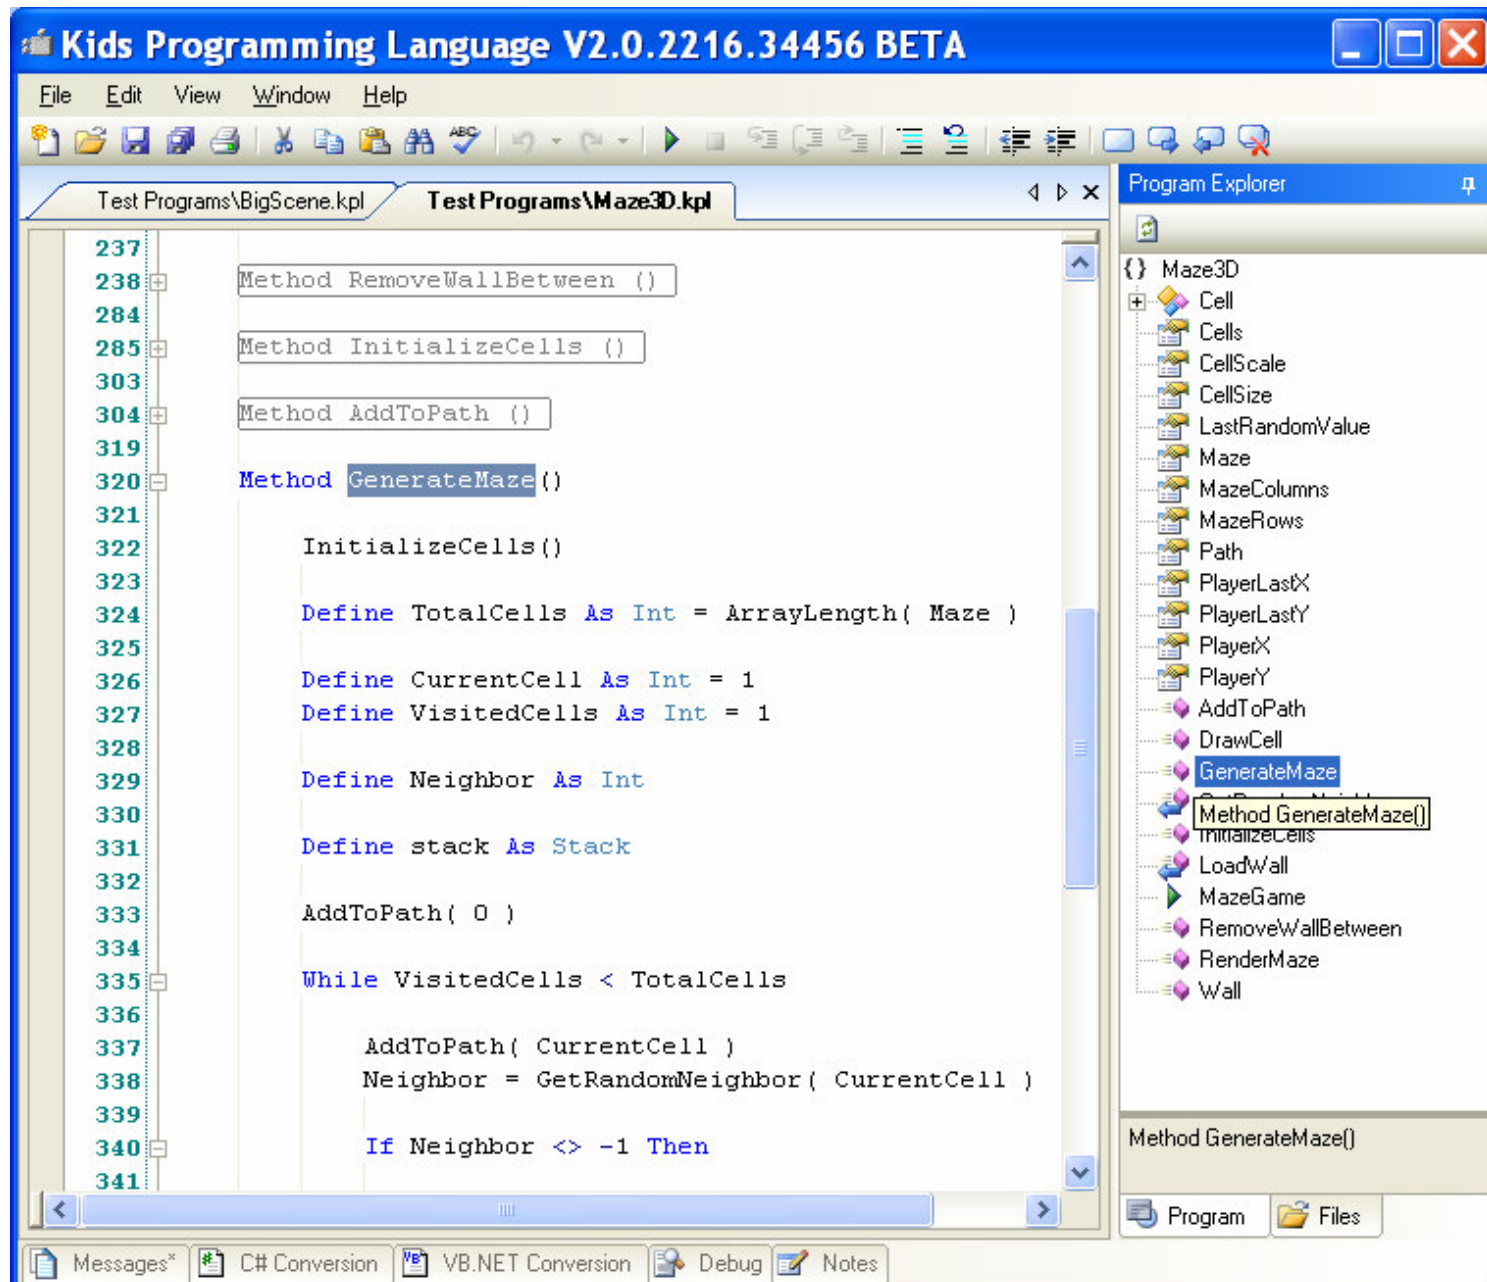 Kids Programming Language V2.0.2216.34456 BETA
File Edit View Window Help
ABC
Test Programs\BigScene.kpl Test Programs\Maze3D.kpl
237
238 Method RemoveWallBetween ()
284
285 Method InitializeCells ()
303
304 Method AddToPath ()
319
320 Method GenerateMaze()
321
322 InitializeCells()
323
324 Define TotalCells As Int = ArrayLength( Maze )
325
326 Define CurrentCell As Int = 1
327 Define VisitedCells As Int = 1
328
329 Define Neighbor As Int
330
331 Define stack As Stack
332
333 AddToPath( 0 )
334
335 While VisitedCells < TotalCells
336
337 AddToPath( CurrentCell )
338 Neighbor = GetRandomNeighbor( CurrentCell )
339
340 If Neighbor <> -1 Then
341
Program Explorer
{} Maze3D
Cell
Cells
CellScale
CellSize
LastRandomValue
Maze
MazeColumns
MazeRows
Path
PlayerLastX
PlayerLastY
PlayerX
PlayerY
AddToPath
DrawCell
GenerateMaze
Method GenerateMaze()
InitializeCells
LoadWall
MazeGame
RemoveWallBetween
RenderMaze
Wall
Method GenerateMaze()
Program Files
Messages* C# Conversion VB VB.NET Conversion Debug Notes